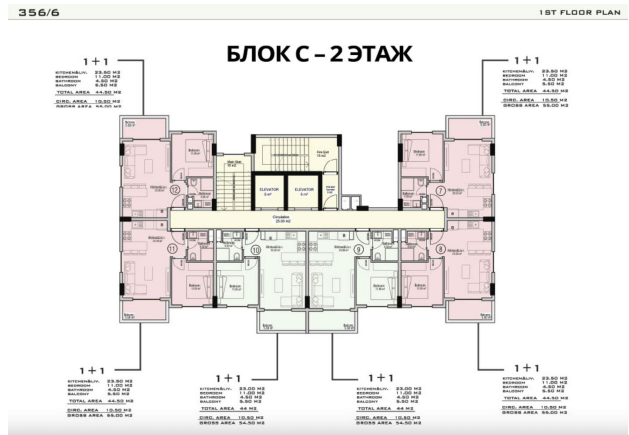 356/6
1ST FLOOR PLAN
БЛОК С – 2 ЭТАЖ
1+1
KITCHEN&LIV. 23.50 M2
BEDROOM 11.00 M2
BATHROOM 4.50 M2
BALCONY 5.50 M2
TOTAL AREA 44.50 M2
CIRC. AREA 10.50 M2
GROSS AREA 55.00 M2
1+1
KITCHEN&LIV. 23.50 M2
BEDROOM 11.00 M2
BATHROOM 4.50 M2
BALCONY 5.50 M2
TOTAL AREA 44.50 M2
CIRC. AREA 10.50 M2
GROSS AREA 55.00 M2
12
ELEVATOR
ELEVATOR
7
Circulation
25.00 m2
11
10
9
8
1+1
KITCHEN&LIV. 23.50 M2
BEDROOM 11.00 M2
BATHROOM 4.50 M2
BALCONY 5.50 M2
TOTAL AREA 44.50 M2
CIRC. AREA 10.50 M2
GROSS AREA 55.00 M2
1+1
KITCHEN&LIV. 23.00 M2
BEDROOM 11.00 M2
BATHROOM 4.50 M2
BALCONY 5.50 M2
TOTAL AREA 44 M2
CIRC. AREA 10.50 M2
GROSS AREA 54.50 M2
1+1
KITCHEN&LIV. 23.00 M2
BEDROOM 11.00 M2
BATHROOM 4.50 M2
BALCONY 5.50 M2
TOTAL AREA 44 M2
CIRC. AREA 10.50 M2
GROSS AREA 54.50 M2
1+1
KITCHEN&LIV. 23.50 M2
BEDROOM 11.00 M2
BATHROOM 4.50 M2
BALCONY 5.50 M2
TOTAL AREA 44.50 M2
CIRC. AREA 10.50 M2
GROSS AREA 55.00 M2